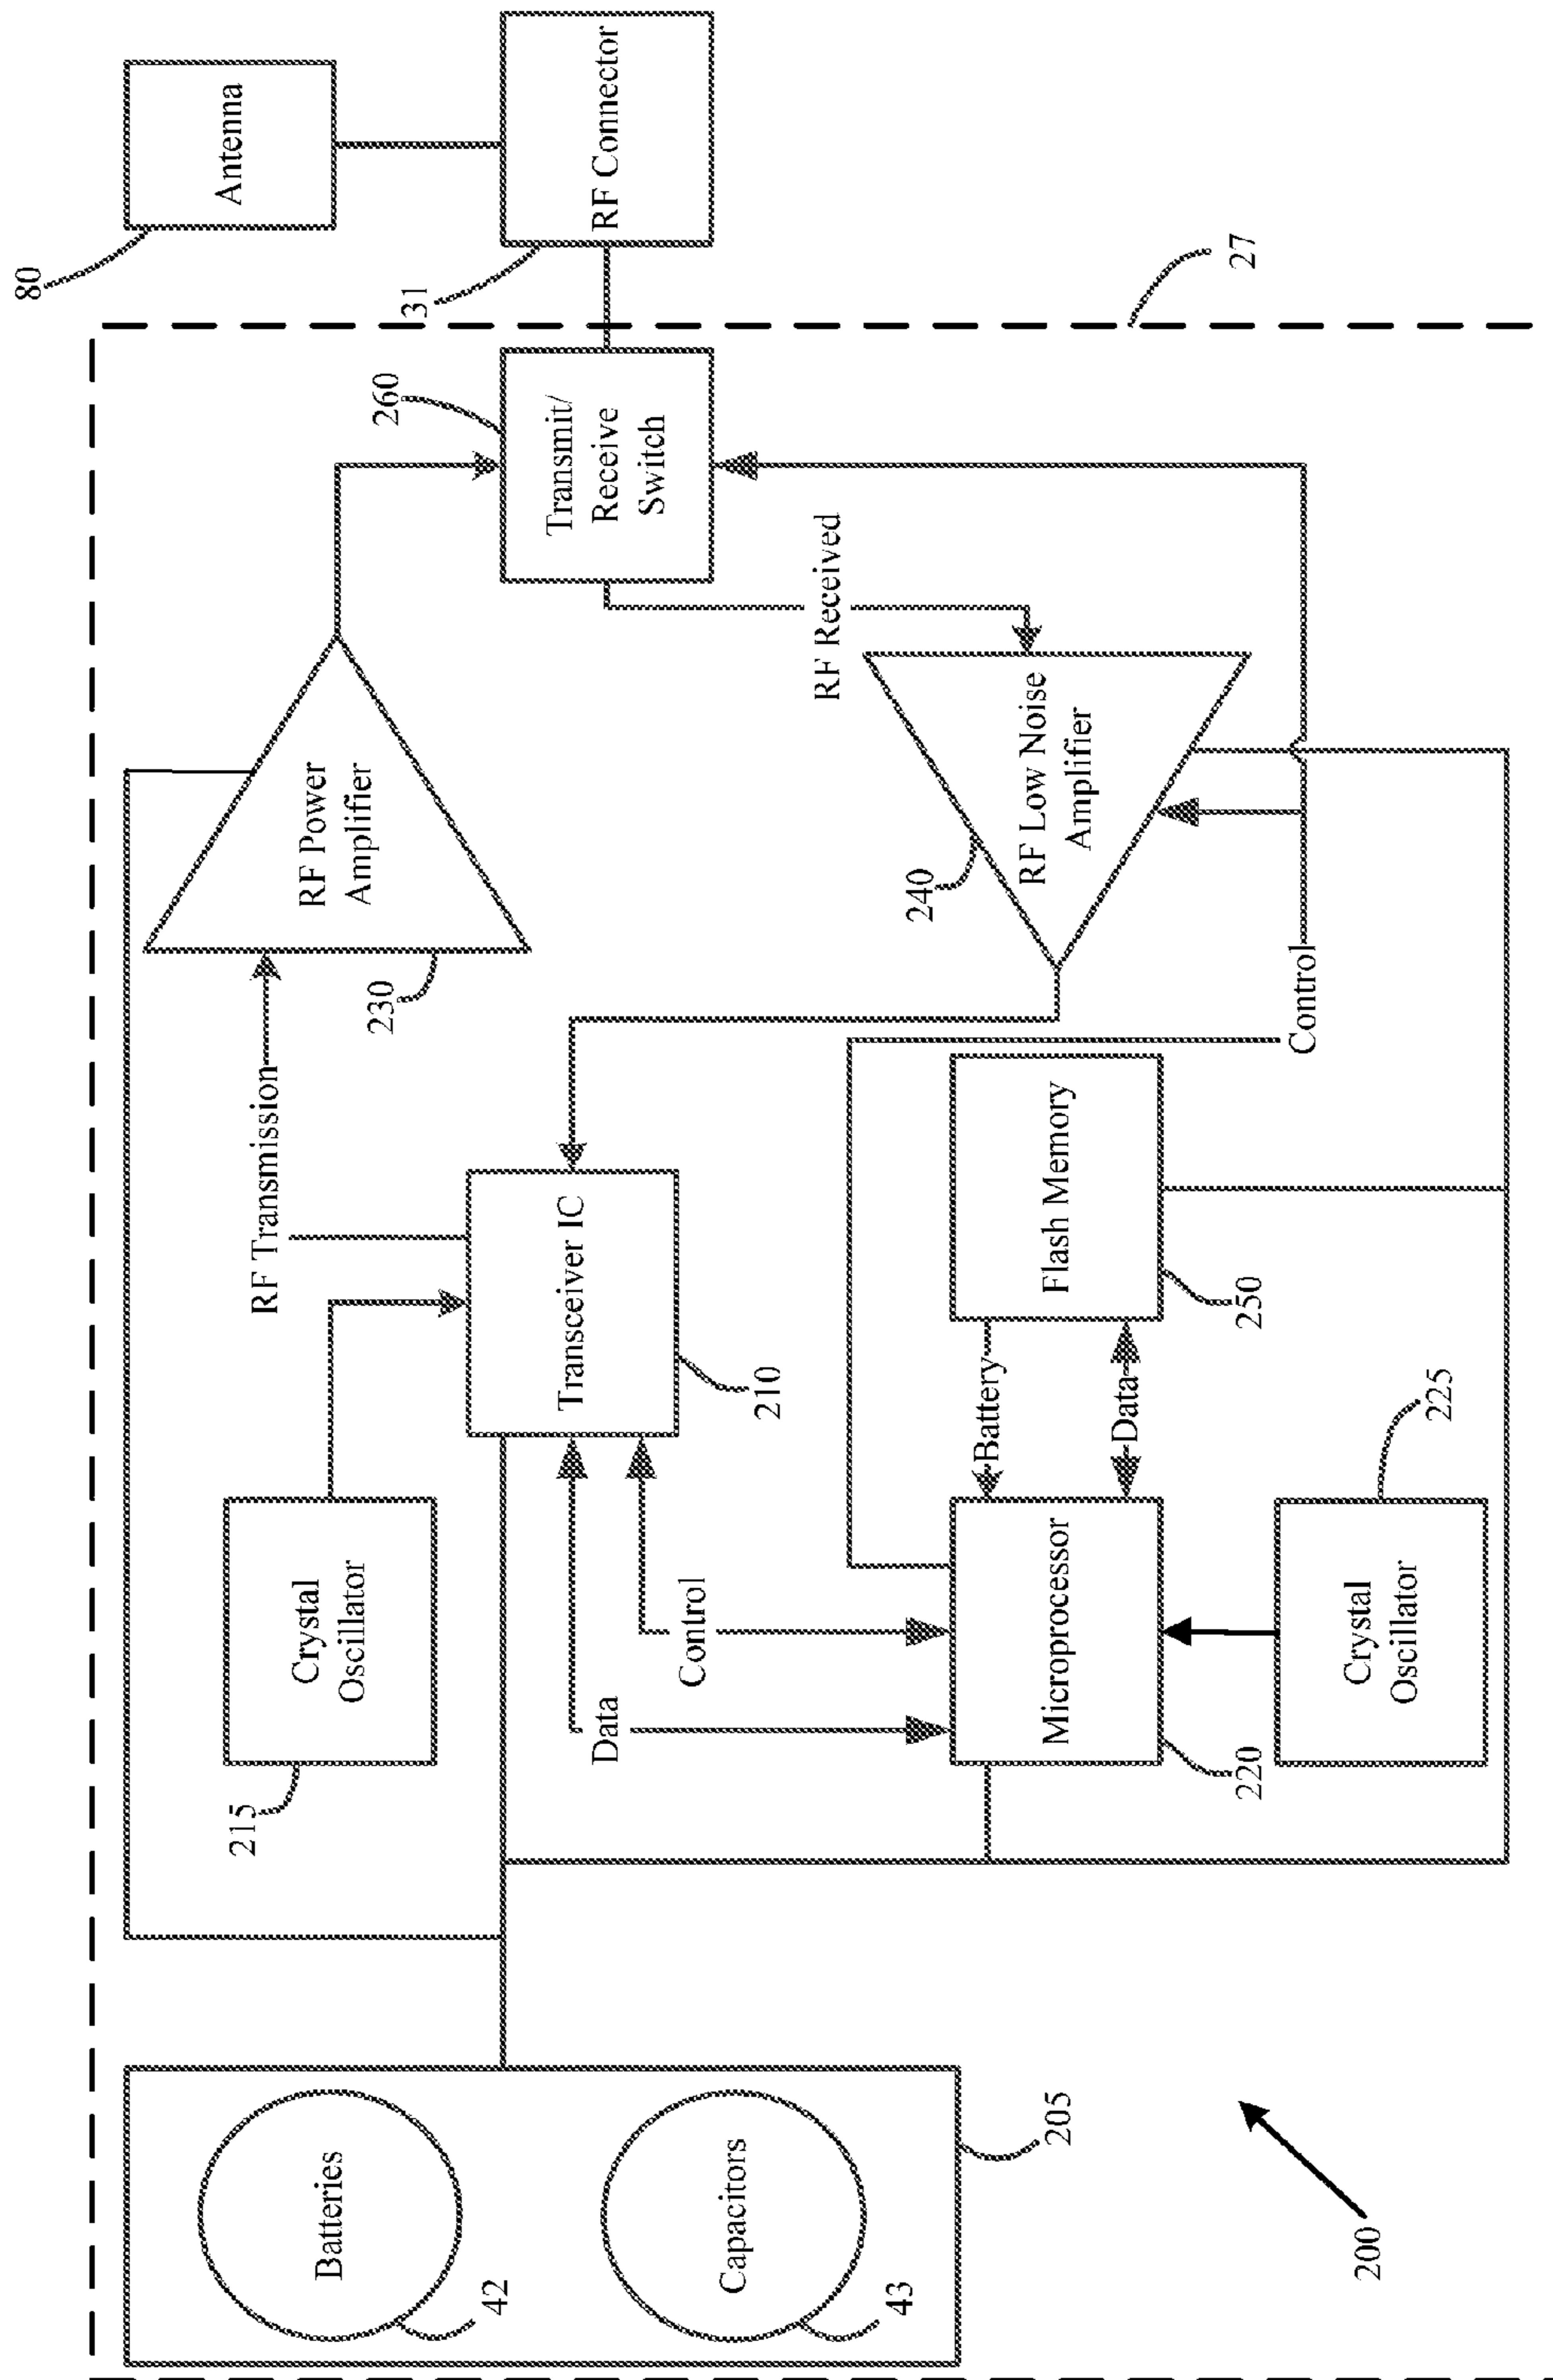 80
Antenna
RF Connector
31
27
260
Transmit/
Receive
Switch
RF Received
RF Power
Amplifier
230
RF Transmission
RF Low Noise
Amplifier
240
Control
Transceiver IC
210
Flash Memory
250
Battery
Data
Crystal
Oscillator
215
Data
Control
Microprocessor
220
Crystal
Oscillator
225
Batteries
42
Capacitors
43
205
200